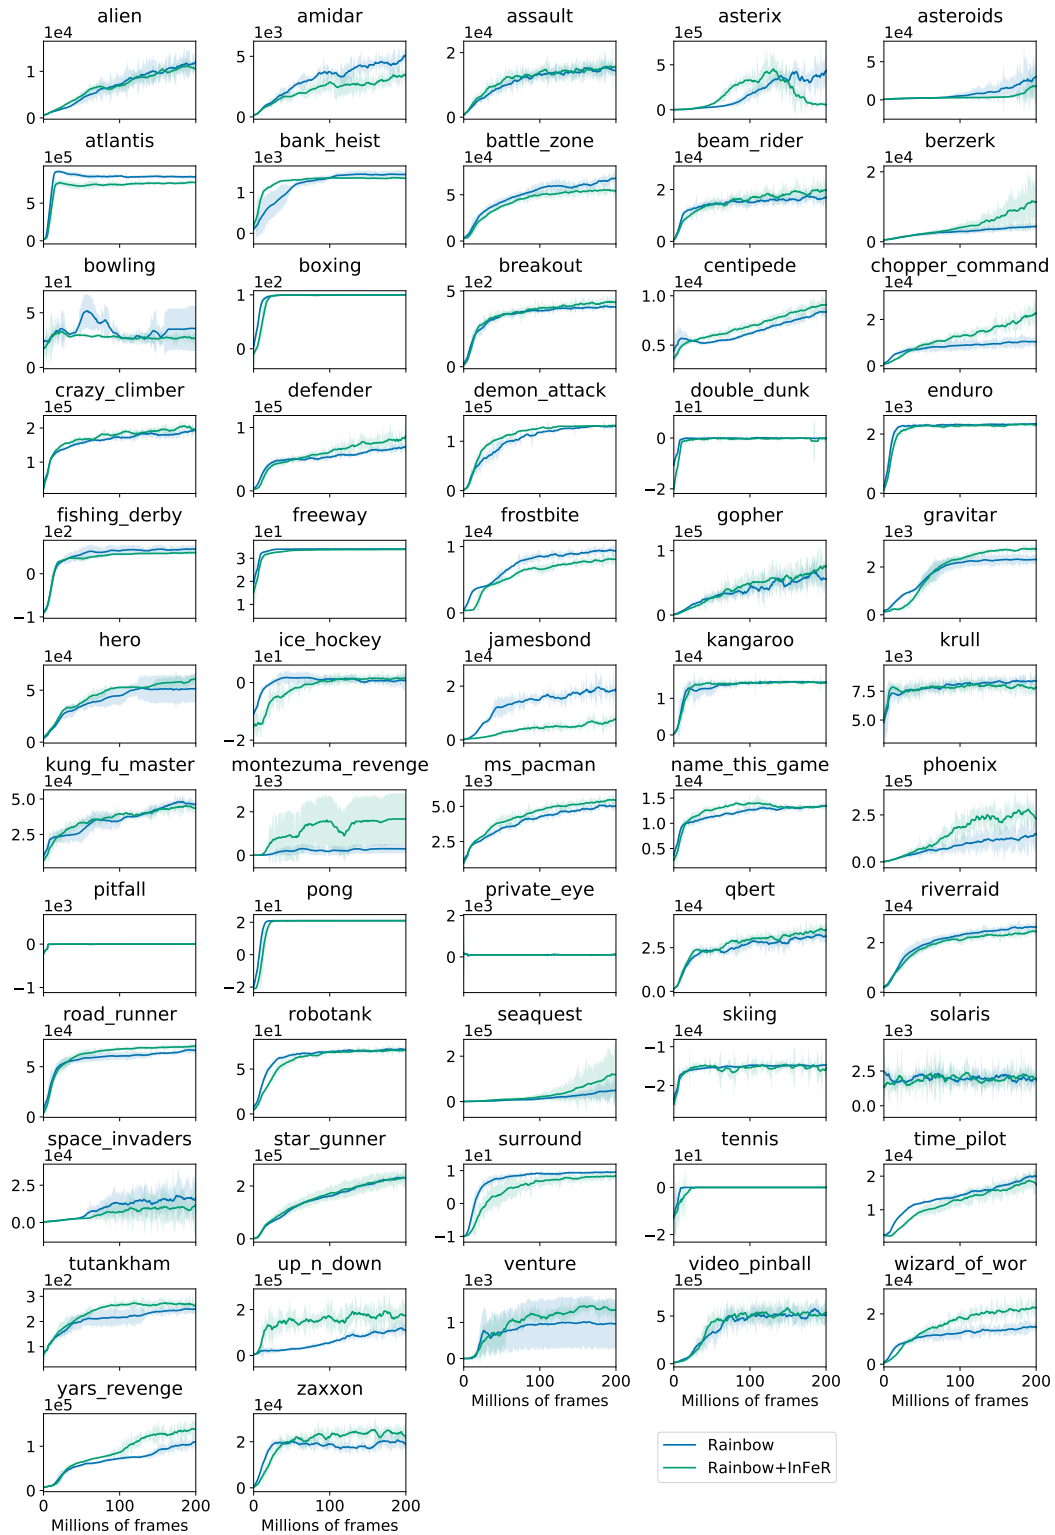 alien amidar assault asterix asteroids
1e4 1e3 1e4 1e5 1e4
1 5 2 5 5
0 0 0 0 0
atlantis bank_heist battle_zone beam_rider berzerk
1e5 1e3 1e4 1e4 1e4
5 1 5 2 2
0 0 0 0 0
bowling boxing breakout centipede chopper_command
1e1 1e2 1e2 1e4 1e4
5 1 5 1.0 2
0 0 0 0.5 0
crazy_climber defender demon_attack double_dunk enduro
1e5 1e5 1e5 1e1 1e3
2 1 1 0 2
1 0 0 −2 0
fishing_derby freeway frostbite gopher gravitar
1e2 1e1 1e4 1e5 1e3
0 3 1 1 2
2
−1 1 0 0 0
hero ice_hockey jamesbond kangaroo krull
1e4 1e1 1e4 1e4 1e3
5 0 2 1 7.5
5.0
0 −2 0 0
kung_fu_master montezuma_revenge ms_pacman name_this_game phoenix
1e4 1e3 1e3 1e4 1e5
5.0 2 5.0 1.5 5.0
1.0 2.5
2.5 0 2.5 0.5 0.0
pitfall pong private_eye qbert riverraid
1e3 1e1 1e3 1e4 1e4
0 2 2 2.5 2
0 0
−1 −2 0.0 0
road_runner robotank seaquest skiing solaris
1e4 1e1 1e5 1e4 1e3
5 5 2 −1 2.5
0 0 0 −2 0.0
space_invaders star_gunner surround tennis time_pilot
1e4 1e5 1e1 1e1 1e4
2.5 2 1 0 2
0 1
0.0 0 −1 −2 0
tutankham up_n_down venture video_pinball wizard_of_wor
1e2 1e5 1e3 1e5 1e4
3 2 1 5 2
2
1 0 0 0 0
0 200 0 200 0 200
yars_revenge zaxxon Millions of frames Millions of frames Millions of frames
1e5 1e4
1 2
0 0
Rainbow
Rainbow+InFeR
0 200 0 200
Millions of frames Millions of frames